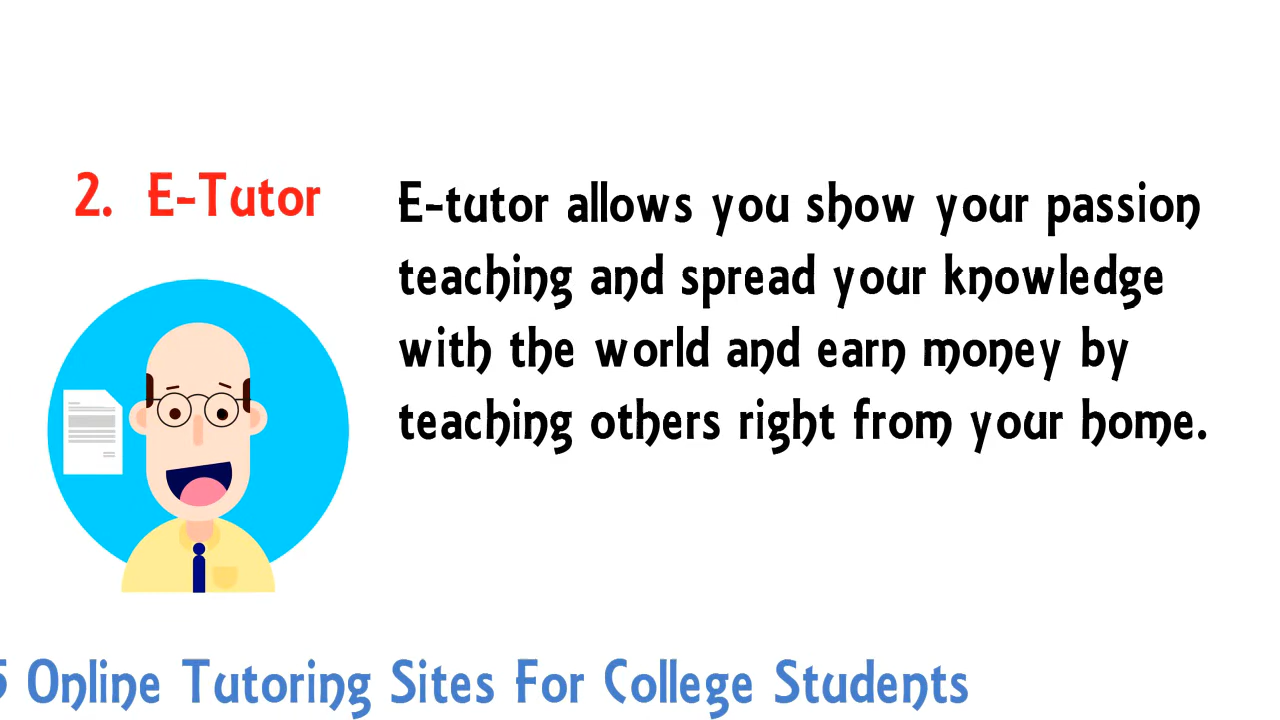 2. E-Tutor
E-tutor allows you show your passion
teaching and spread your knowledge
with the world and earn money by
teaching others right from your home.
5 Online Tutoring Sites For College Students